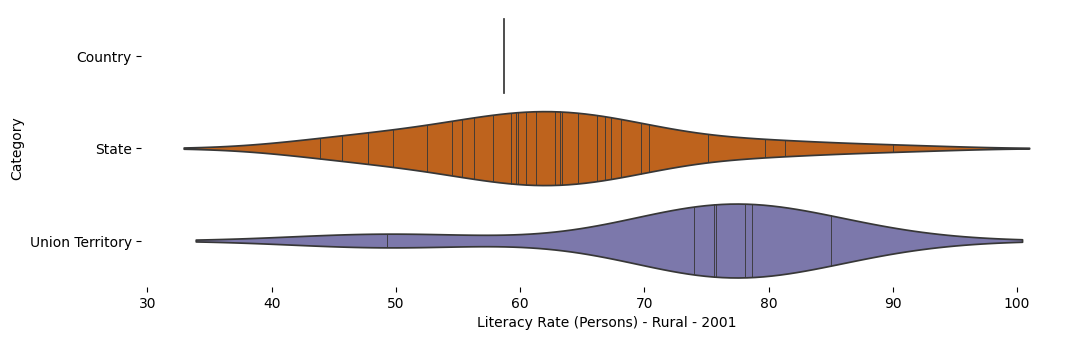 Category
Country
State
Union Territory
30 40 50 60 70 80 90 100
Literacy Rate (Persons) - Rural - 2001